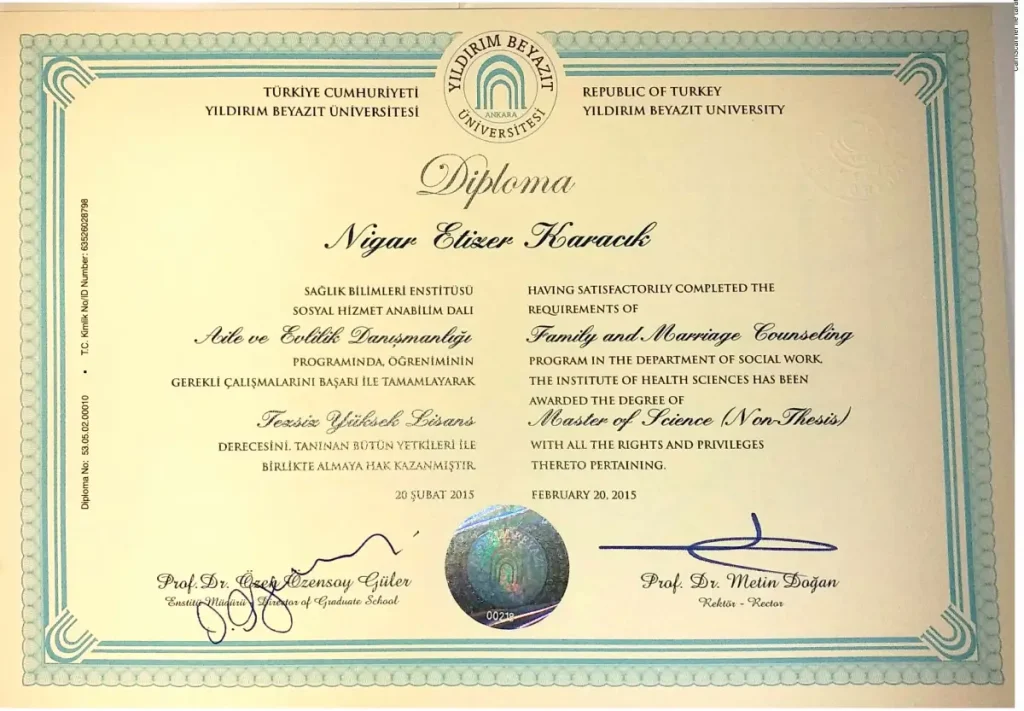 YILDIRIM BEYAZIT
ANKARA
ÜNİVERSİTESİ
TÜRKİYE CUMHURİYETİ
YILDIRIM BEYAZIT ÜNİVERSİTESİ
REPUBLIC OF TURKEY
YILDIRIM BEYAZIT UNIVERSITY
Diploma
Nigar Etizer Karacık
SAĞLIK BİLİMLERİ ENSTİTÜSÜ
SOSYAL HİZMET ANABİLİM DALI
Aile ve Evlilik Danışmanlığı
PROGRAMINDA, ÖĞRENİMİNİN
GEREKLİ ÇALIŞMALARINI BAŞARI İLE TAMAMLAYARAK
Tezsiz Yüksek Lisans
DERECESİNİ, TANINAN BÜTÜN YETKİLERİ İLE
BİRLİKTE ALMAYA HAK KAZANMIŞTIR.
20 ŞUBAT 2015
HAVING SATISFACTORILY COMPLETED THE
REQUIREMENTS OF
Family and Marriage Counseling
PROGRAM IN THE DEPARTMENT OF SOCIAL WORK,
THE INSTITUTE OF HEALTH SCIENCES HAS BEEN
AWARDED THE DEGREE OF
Master of Science (Non-Thesis)
WITH ALL THE RIGHTS AND PRIVILEGES
THERETO PERTAINING.
FEBRUARY 20, 2015
Prof. Dr. Özen Özensoy Güler
Enstitü Müdürü - Director of Graduate School
Prof. Dr. Metin Doğan
Rektör - Rector
Diploma No: 53.05.02.00010 • T.C. Kimlik No/ID Number: 63526028798